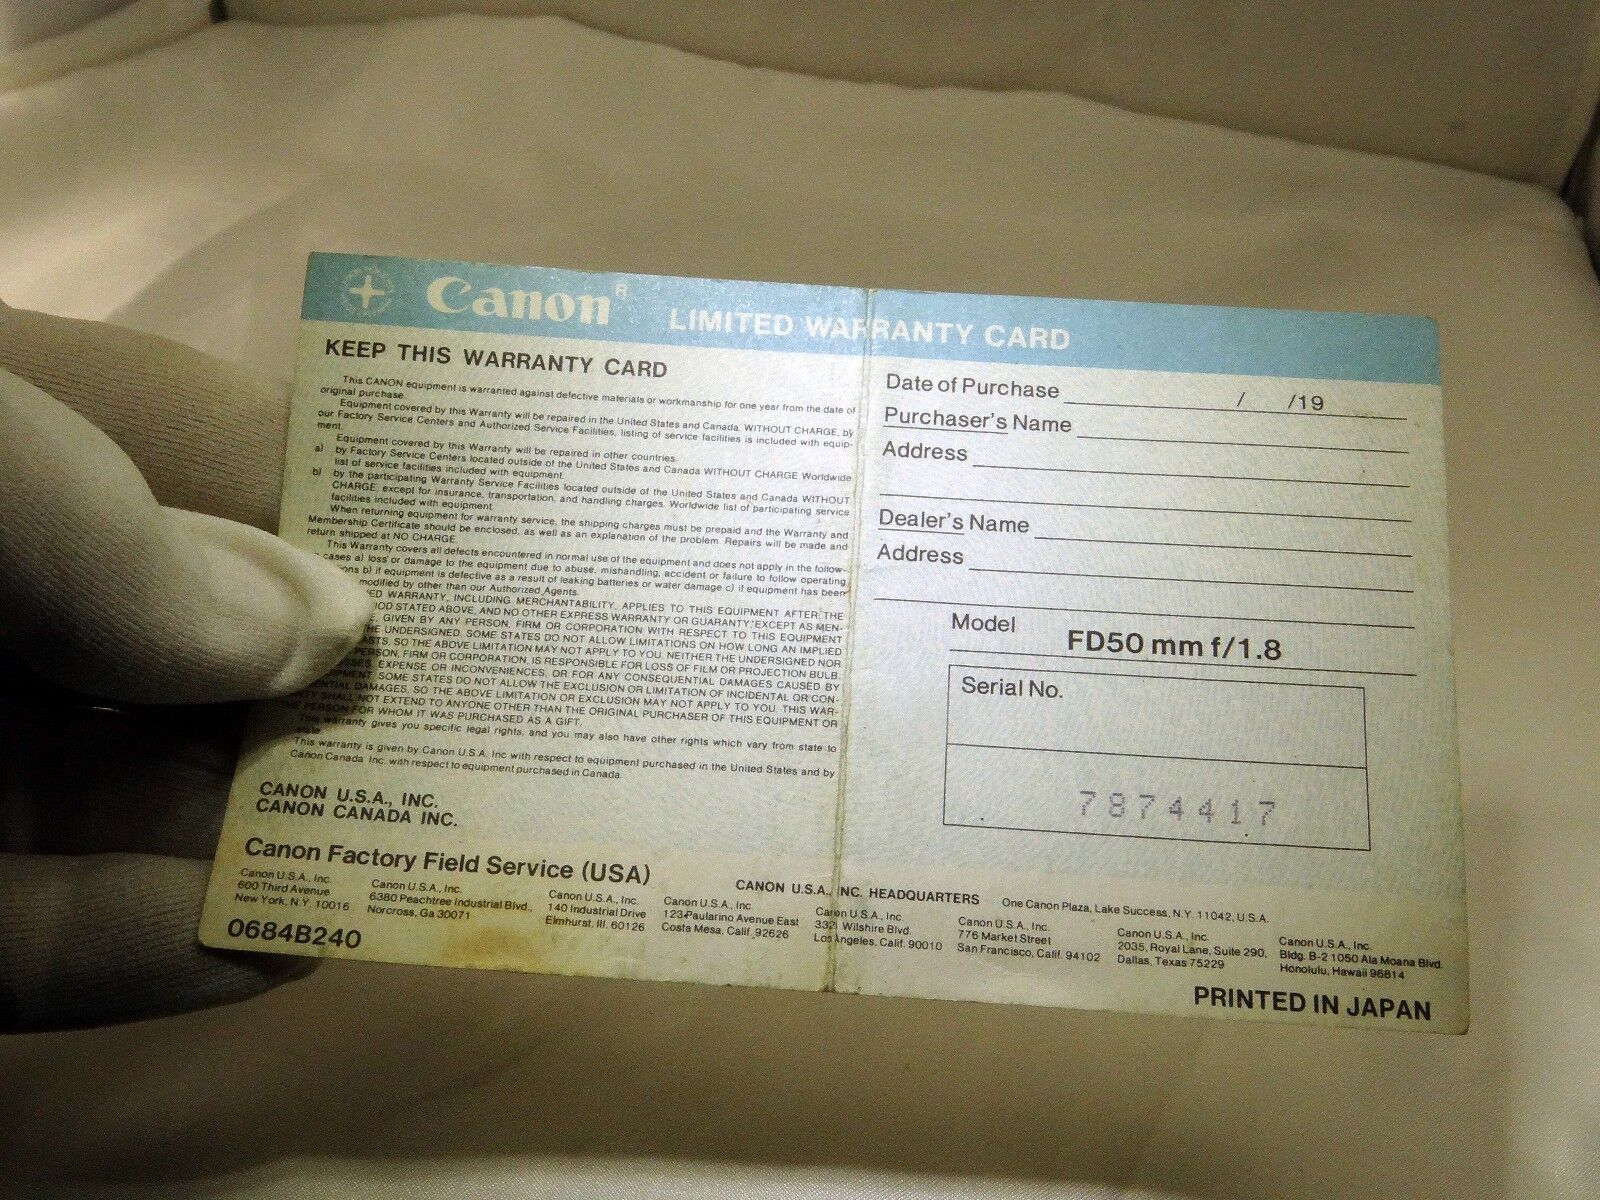 Canon R
LIMITED WARRANTY CARD
KEEP THIS WARRANTY CARD
This CANON equipment is warranted against defective materials or workmanship for one year from the date of
original purchase.
Equipment covered by this Warranty will be repaired in the United States and Canada, WITHOUT CHARGE, by
our Factory Service Centers and Authorized Service Facilities, listing of service facilities is included with equip-
ment.
Equipment covered by this Warranty will be repaired in other countries.
a) by Factory Service Centers located outside of the United States and Canada WITHOUT CHARGE Worldwide
list of service facilities included with equipment.
b) by the participating Warranty Service Facilities located outside of the United States and Canada WITHOUT
CHARGE, except for insurance, transportation, and handling charges. Worldwide list of participating service
facilities included with equipment.
When returning equipment for warranty service, the shipping charges must be prepaid and the Warranty and
Membership Certificate should be enclosed, as well as an explanation of the problem. Repairs will be made and
return shipped at NO CHARGE.
This Warranty covers all defects encountered in normal use of the equipment and does not apply in the follow-
cases a) loss or damage to the equipment due to abuse, mishandling, accident or failure to follow operating
b) if equipment is defective as a result of leaking batteries or water damage c) if equipment has been
modified by other than our Authorized Agents.
WARRANTY, INCLUDING MERCHANTABILITY, APPLIES TO THIS EQUIPMENT AFTER THE
STATED ABOVE, AND NO OTHER EXPRESS WARRANTY OR GUARANTY, EXCEPT AS MEN-
GIVEN BY ANY PERSON, FIRM OR CORPORATION WITH RESPECT TO THIS EQUIPMENT
THE UNDERSIGNED. SOME STATES DO NOT ALLOW LIMITATIONS ON HOW LONG AN IMPLIED
SO THE ABOVE LIMITATION MAY NOT APPLY TO YOU. NEITHER THE UNDERSIGNED NOR
PERSON, FIRM OR CORPORATION, IS RESPONSIBLE FOR LOSS OF FILM OR PROJECTION BULB,
EXPENSE OR INCONVENIENCES, OR FOR ANY CONSEQUENTIAL DAMAGES CAUSED BY
SOME STATES DO NOT ALLOW THE EXCLUSION OR LIMITATION OF INCIDENTAL OR CON-
DAMAGES, SO THE ABOVE LIMITATION OR EXCLUSION MAY NOT APPLY TO YOU. THIS WAR-
SHALL NOT EXTEND TO ANYONE OTHER THAN THE ORIGINAL PURCHASER OF THIS EQUIPMENT OR
THE PERSON FOR WHOM IT WAS PURCHASED AS A GIFT.
This warranty gives you specific legal rights, and you may also have other rights which vary from state to
state.
This warranty is given by Canon U.S.A. Inc with respect to equipment purchased in the United States and by
Canon Canada Inc. with respect to equipment purchased in Canada.
CANON U.S.A., INC.
CANON CANADA INC.
Date of Purchase / /19
Purchaser's Name
Address
Dealer's Name
Address
Model FD50 mm f/1.8
Serial No.
7874417
Canon Factory Field Service (USA)
CANON U.S.A., INC. HEADQUARTERS One Canon Plaza, Lake Success, N.Y. 11042, U.S.A.
Canon U.S.A., Inc.
600 Third Avenue
New York, N.Y. 10016
Canon U.S.A., Inc.
6380 Peachtree Industrial Blvd.,
Norcross, Ga 30071
Canon U.S.A., Inc.
140 Industrial Drive
Elmhurst, Ill. 60126
Canon U.S.A., Inc.
123 Paularino Avenue East
Costa Mesa, Calif. 92626
Canon U.S.A., Inc.
3321 Wilshire Blvd.
Los Angeles, Calif. 90010
Canon U.S.A., Inc.
776 Market Street
San Francisco, Calif. 94102
Canon U.S.A., Inc.
2035, Royal Lane, Suite 290,
Dallas, Texas 75229
Canon U.S.A., Inc.
Bldg. B-2 1050 Ala Moana Blvd.
Honolulu, Hawaii 96814
0684B240
PRINTED IN JAPAN